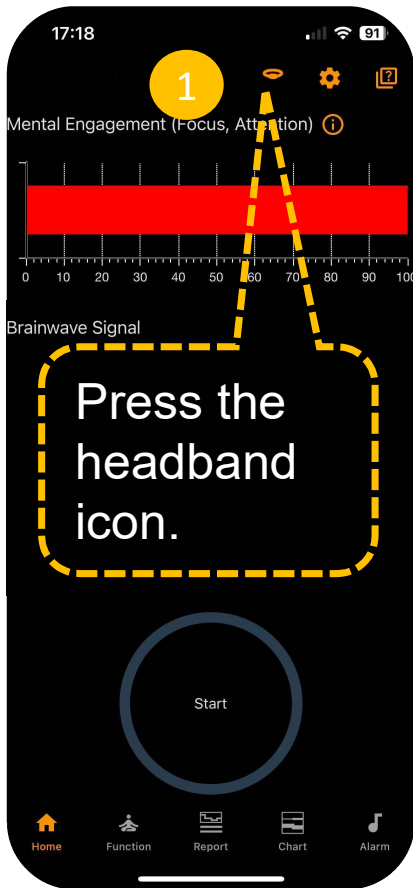 17:18
91
1
Mental Engagement (Focus, Attention)
0 10 20 30 40 50 60 70 80 90 100
Brainwave Signal
Press the
headband
icon.
Start
Home Function Report Chart Alarm